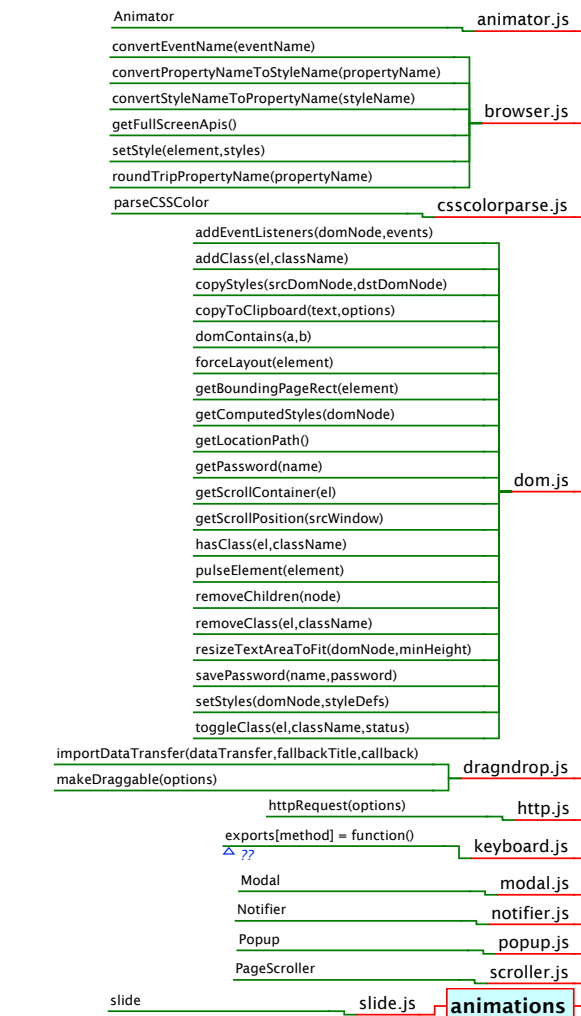 Animator
animator.js
convertEventName(eventName)
convertPropertyNameToStyleName(propertyName)
convertStyleNameToPropertyName(styleName)
browser.js
getFullScreenApis()
setStyle(element,styles)
roundTripPropertyName(propertyName)
parseCSSColor
csscolorparse.js
addEventListeners(domNode,events)
addClass(el,className)
copyStyles(srcDomNode,dstDomNode)
copyToClipboard(text,options)
domContains(a,b)
forceLayout(element)
getBoundingPageRect(element)
getComputedStyles(domNode)
getLocationPath()
getPassword(name)
dom.js
getScrollContainer(el)
getScrollPosition(srcWindow)
hasClass(el,className)
pulseElement(element)
removeChildren(node)
removeClass(el,className)
resizeTextAreaToFit(domNode,minHeight)
savePassword(name,password)
setStyles(domNode,styleDefs)
toggleClass(el,className,status)
importDataTransfer(dataTransfer,fallbackTitle,callback)
dragndrop.js
makeDraggable(options)
httpRequest(options)
http.js
exports[method] = function()
keyboard.js
??
Modal
modal.js
Notifier
notifier.js
Popup
popup.js
PageScroller
scroller.js
slide
slide.js
animations